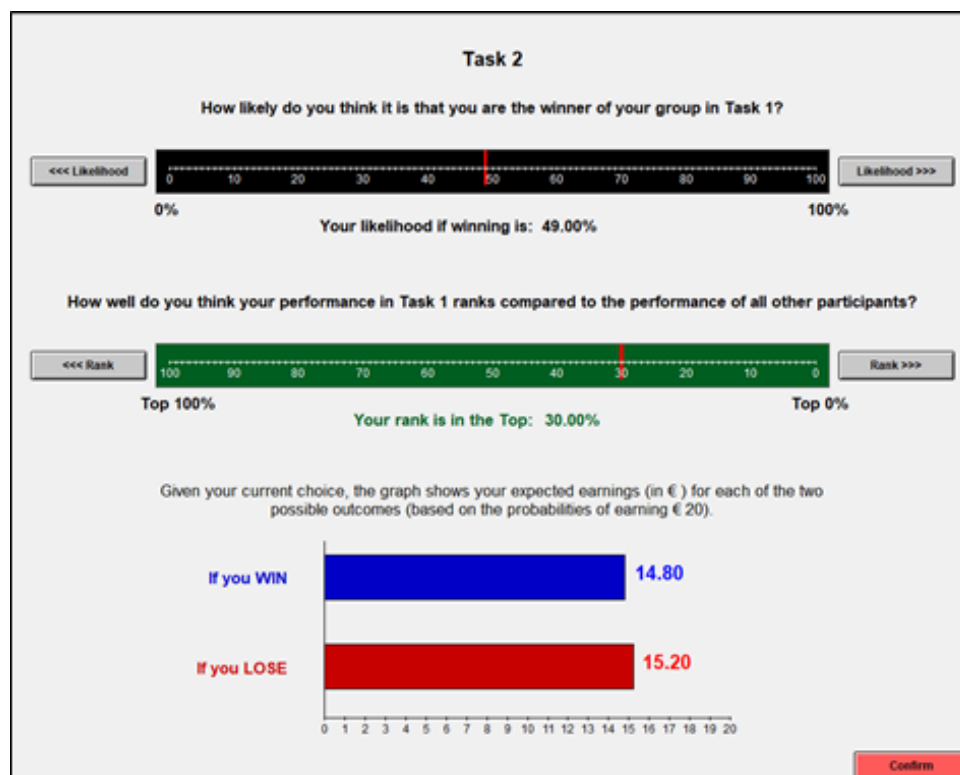 Task 2
How likely do you think it is that you are the winner of your group in Task 1?
<<< Likelihood
0 10 20 30 40 50 60 70 80 90 100
Likelihood >>>
0% 100%
Your likelihood if winning is: 49.00%
How well do you think your performance in Task 1 ranks compared to the performance of all other participants?
<<< Rank
100 90 80 70 60 50 40 30 20 10 0
Rank >>>
Top 100% Top 0%
Your rank is in the Top: 30.00%
Given your current choice, the graph shows your expected earnings (in € ) for each of the two
possible outcomes (based on the probabilities of earning € 20).
If you WIN 14.80
If you LOSE 15.20
0 1 2 3 4 5 6 7 8 9 10 11 12 13 14 15 16 17 18 19 20
Confirm